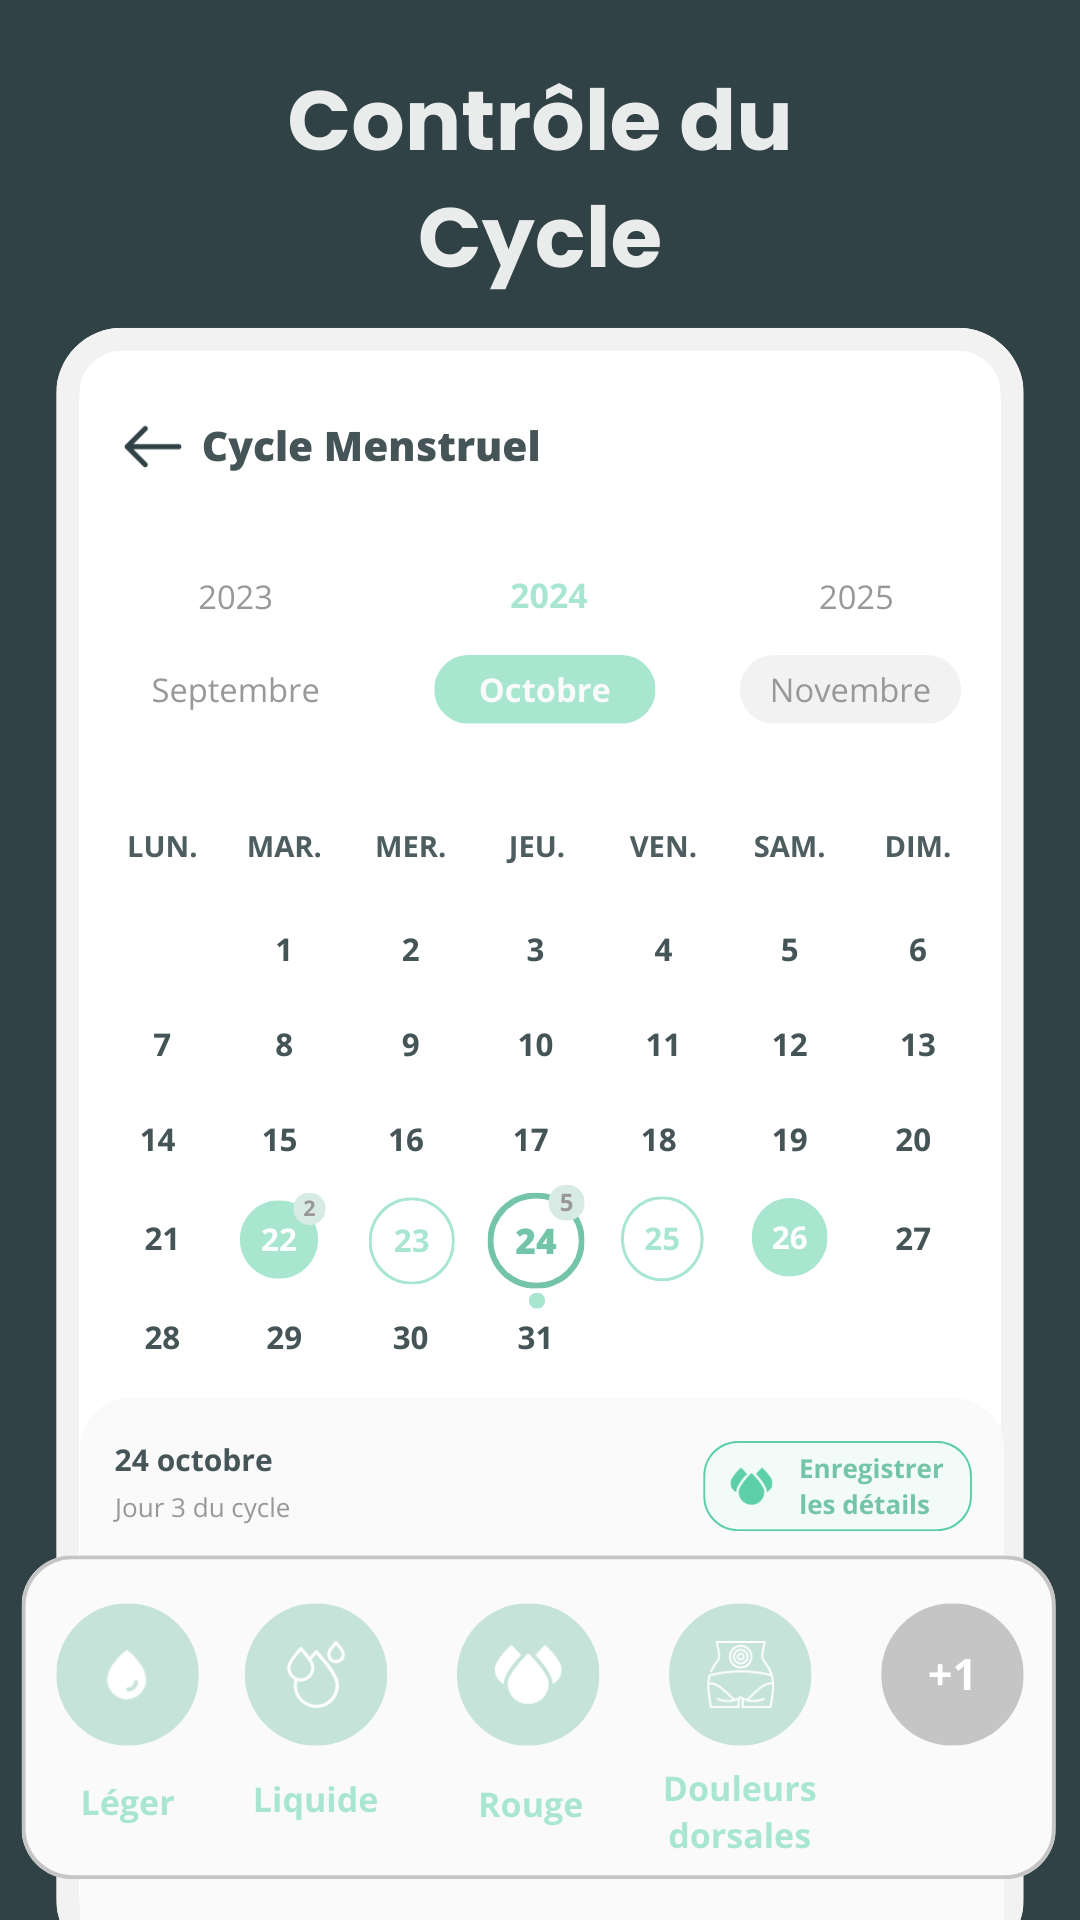 Contrôle du
Cycle
Cycle Menstruel
2023 2024 2025
Septembre Octobre Novembre
LUN. MAR. MER. JEU. VEN. SAM. DIM.
1 2 3 4 5 6
7 8 9 10 11 12 13
14 15 16 17 18 19 20
21 22 2 23 24 5 25 26 27
28 29 30 31
24 octobre
Jour 3 du cycle
Enregistrer
les détails
+1
Léger Liquide Rouge Douleurs
dorsales